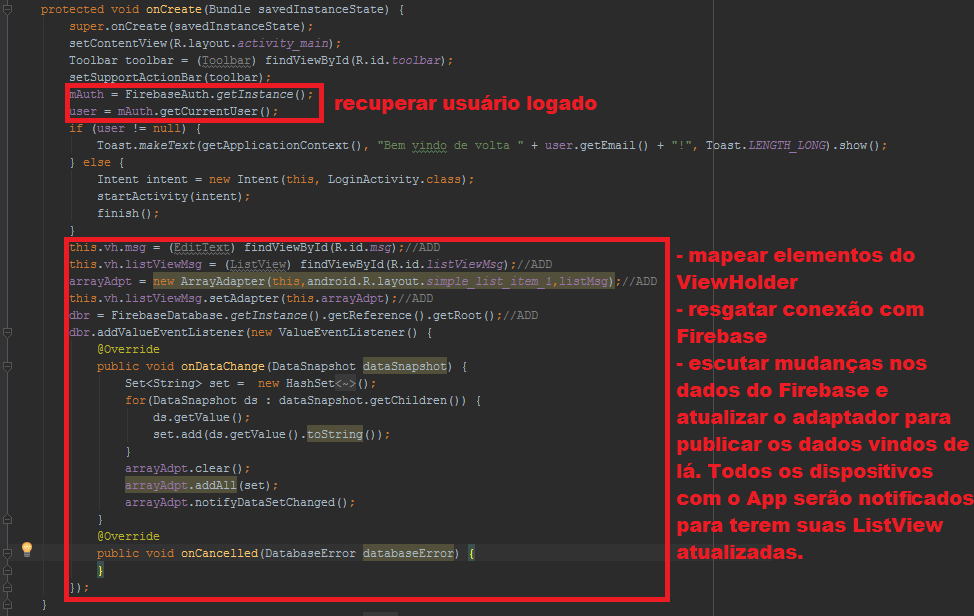 protected void onCreate(Bundle savedInstanceState) {
super.onCreate(savedInstanceState);
setContentView(R.layout.activity_main);
Toolbar toolbar = (Toolbar) findViewById(R.id.toolbar);
setSupportActionBar(toolbar);
mAuth = FirebaseAuth.getInstance();
user = mAuth.getCurrentUser();
recuperar usuário logado
if (user != null) {
Toast.makeText(getApplicationContext(), "Bem vindo de volta " + user.getEmail() + "!", Toast.LENGTH_LONG).show();
} else {
Intent intent = new Intent(this, LoginActivity.class);
startActivity(intent);
finish();
}
this.vh.msg = (EditText) findViewById(R.id.msg);//ADD
this.vh.listViewMsg = (ListView) findViewById(R.id.listViewMsg);//ADD
arrayAdpt = new ArrayAdapter(this,android.R.layout.simple_list_item_1,listMsg);//ADD
this.vh.listViewMsg.setAdapter(this.arrayAdpt);//ADD
dbr = FirebaseDatabase.getInstance().getReference().getRoot();//ADD
dbr.addValueEventListener(new ValueEventListener() {
@Override
public void onDataChange(DataSnapshot dataSnapshot) {
Set<String> set = new HashSet<~>();
for(DataSnapshot ds : dataSnapshot.getChildren()) {
ds.getValue();
set.add(ds.getValue().toString());
}
arrayAdpt.clear();
arrayAdpt.addAll(set);
arrayAdpt.notifyDataSetChanged();
}
@Override
public void onCancelled(DatabaseError databaseError) {
}
});
}
- mapear elementos do
ViewHolder
- resgatar conexão com
Firebase
- escutar mudanças nos
dados do Firebase e
atualizar o adaptador para
publicar os dados vindos de
lá. Todos os dispositivos
com o App serão notificados
para terem suas ListView
atualizadas.